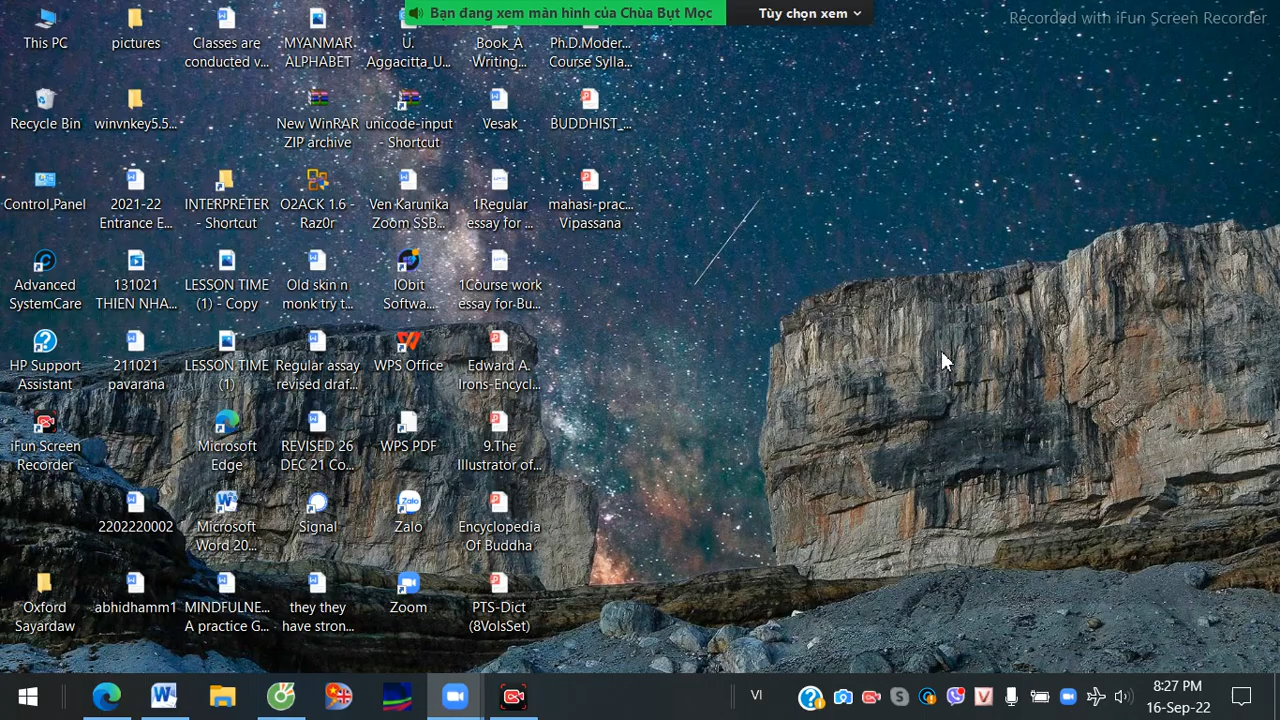 Bạn đang xem màn hình của Chùa Bụt Mọc
Tùy chọn xem
Recorded with iFun Screen Recorder
This PC
pictures
Classes are
conducted v...
MYANMAR
ALPHABET
U.
Aggacitta_U...
Book_A
Writing...
Ph.D.Moder...
Course Sylla...
Recycle Bin
winvnkey5.5...
New WinRAR
ZIP archive
unicode-input
- Shortcut
Vesak
BUDDHIST_...
Control Panel
2021-22
Entrance E...
INTERPRETER
- Shortcut
O2ACK 1.6 -
Raz0r
Ven Karunika
Zoom SSB...
1Regular
essay for ...
mahasi-prac...
Vipassana
Advanced
SystemCare
131021
THIEN NHA...
LESSON TIME
(1) - Copy
Old skin n
monk try t...
IObit
Softwa...
1Course work
essay for Bu...
HP Support
Assistant
211021
pavarana
LESSON TIME
(1)
Regular assay
revised draf...
WPS Office
Edward A.
Irons-Encycl...
iFun Screen
Recorder
Microsoft
Edge
REVISED 26
DEC 21 Co...
WPS PDF
9.The
Illustrator of...
2202220002
Microsoft
Word 20...
Signal
Zalo
Encyclopedia
Of Buddha
Oxford
Sayardaw
abhidhamm1
MINDFULNE...
A practice G...
they they
have stron...
Zoom
PTS-Dict
(8VolsSet)
VI
8:27 PM
16-Sep-22